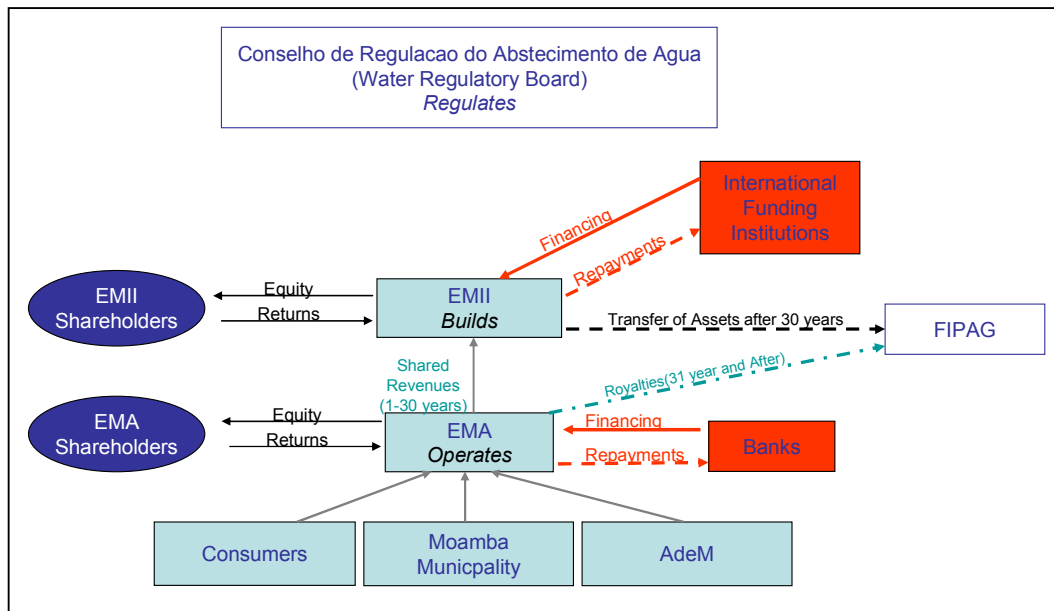 Conselho de Regulacao do Abstecimento de Agua
(Water Regulatory Board)
Regulates
International
Funding
Institutions
Financing
Repayments
EMII
Shareholders
Equity
Returns
EMII
Builds
Transfer of Assets after 30 years
FIPAG
Shared
Revenues
(1-30 years)
Royalties(31 year and After)
EMA
Shareholders
Equity
Returns
EMA
Operates
Financing
Repayments
Banks
Consumers
Moamba
Municpality
AdeM